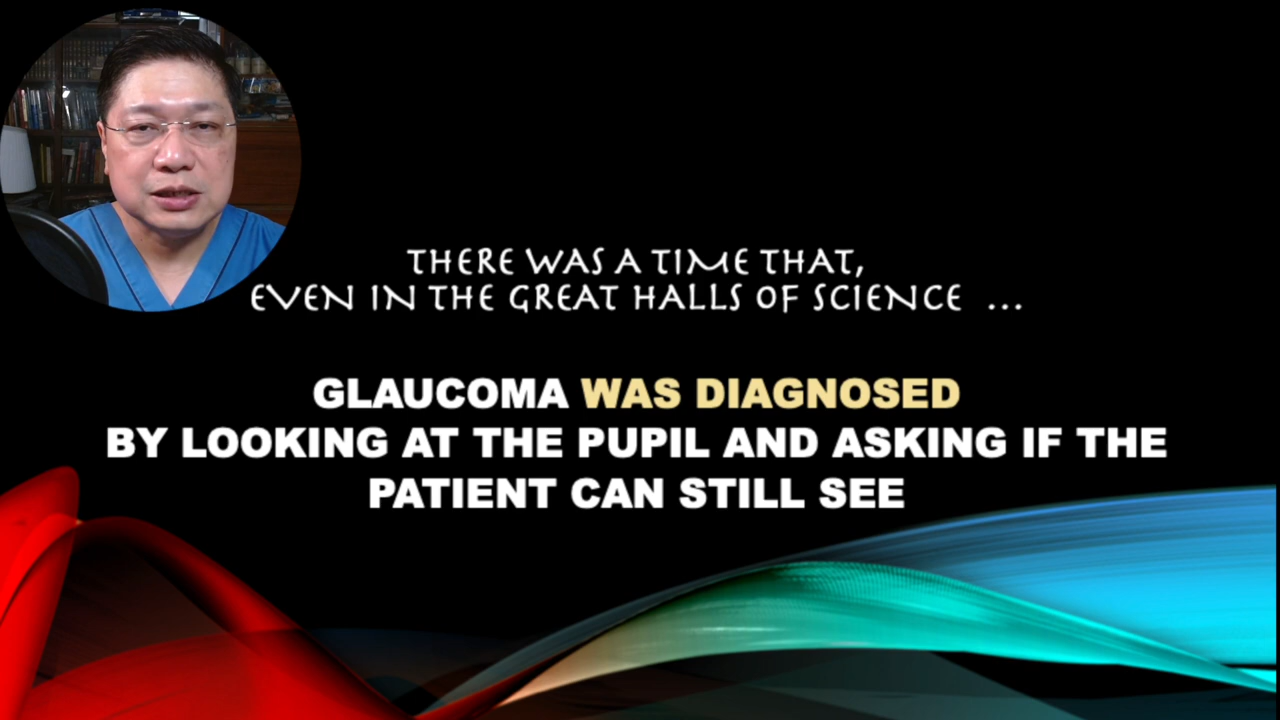 THERE WAS A TIME THAT,
EVEN IN THE GREAT HALLS OF SCIENCE ...
GLAUCOMA WAS DIAGNOSED
BY LOOKING AT THE PUPIL AND ASKING IF THE
PATIENT CAN STILL SEE